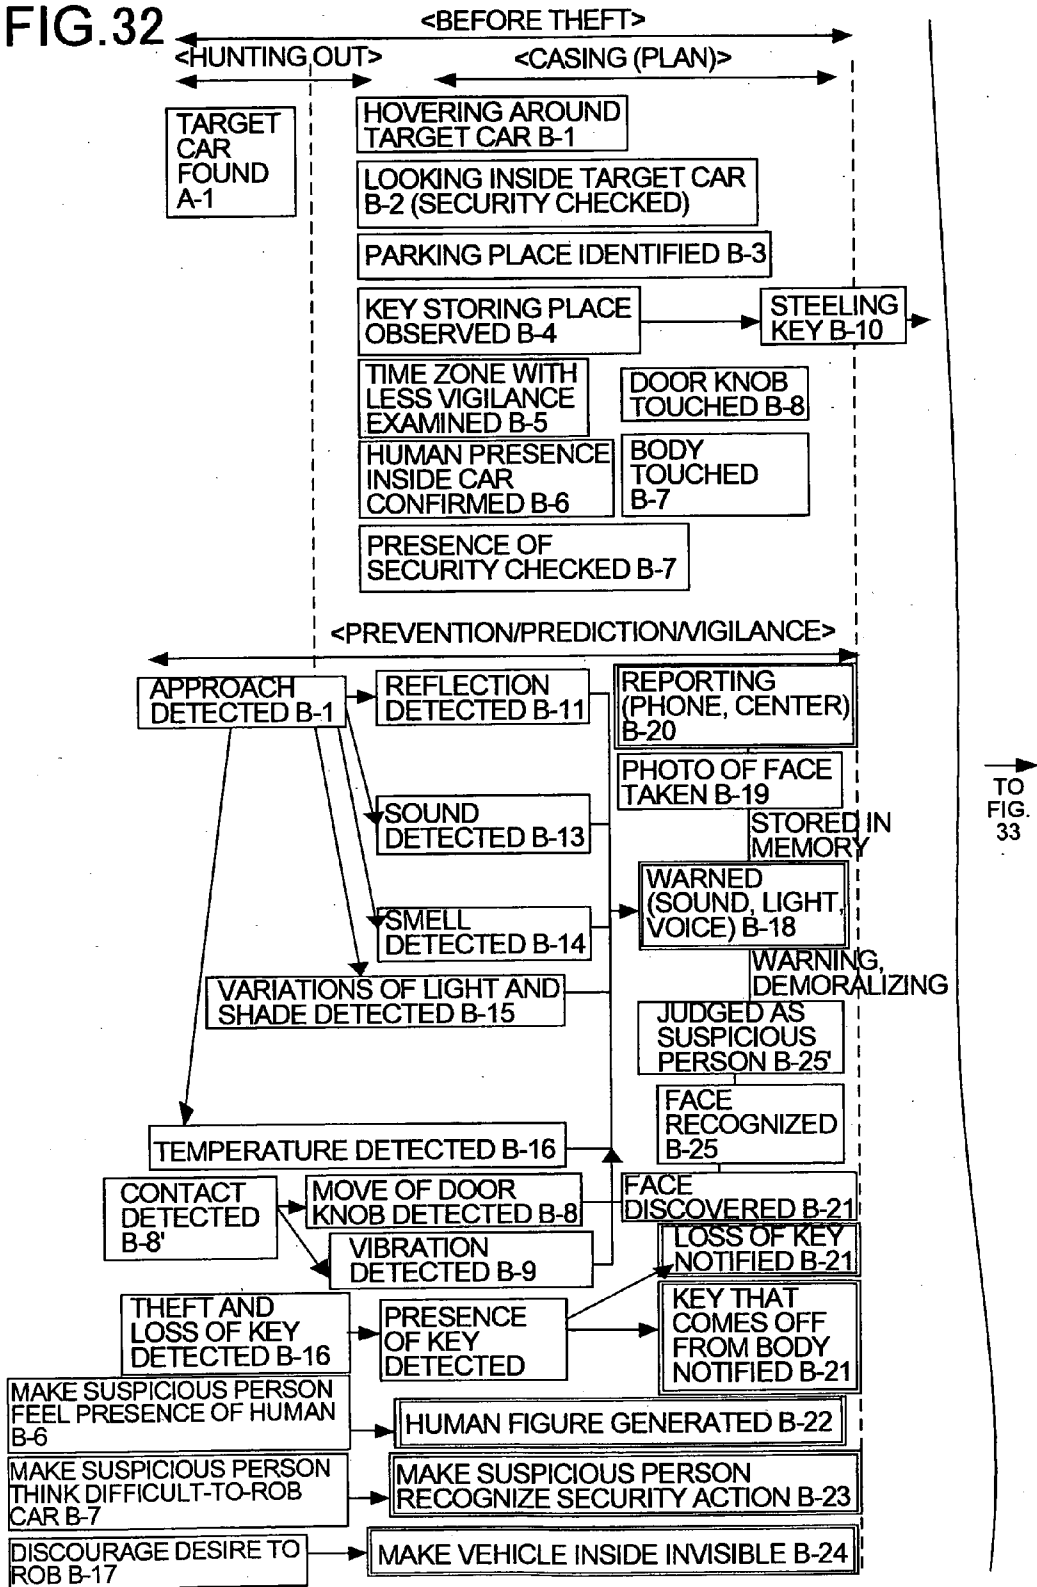 FIG.32
<BEFORE THEFT>
<HUNTING OUT>
<CASING (PLAN)>
TARGET
CAR
FOUND
A-1
HOVERING AROUND
TARGET CAR B-1
LOOKING INSIDE TARGET CAR
B-2 (SECURITY CHECKED)
PARKING PLACE IDENTIFIED B-3
KEY STORING PLACE
OBSERVED B-4
STEELING
KEY B-10
TIME ZONE WITH
LESS VIGILANCE
EXAMINED B-5
DOOR KNOB
TOUCHED B-8
HUMAN PRESENCE
INSIDE CAR
CONFIRMED B-6
BODY
TOUCHED
B-7
PRESENCE OF
SECURITY CHECKED B-7
<PREVENTION/PREDICTION/VIGILANCE>
APPROACH
DETECTED B-1
REFLECTION
DETECTED B-11
REPORTING
(PHONE, CENTER)
B-20
PHOTO OF FACE
TAKEN B-19
TO
FIG.
33
SOUND
DETECTED B-13
STORED IN
MEMORY
SMELL
DETECTED B-14
WARNED
(SOUND, LIGHT,
VOICE) B-18
WARNING,
DEMORALIZING
VARIATIONS OF LIGHT AND
SHADE DETECTED B-15
JUDGED AS
SUSPICIOUS
PERSON B-25'
FACE
RECOGNIZED
B-25
TEMPERATURE DETECTED B-16
CONTACT
DETECTED
B-8'
MOVE OF DOOR
KNOB DETECTED B-8
FACE
DISCOVERED B-21
VIBRATION
DETECTED B-9
LOSS OF KEY
NOTIFIED B-21
THEFT AND
LOSS OF KEY
DETECTED B-16
PRESENCE
OF KEY
DETECTED
KEY THAT
COMES OFF
FROM BODY
NOTIFIED B-21
MAKE SUSPICIOUS PERSON
FEEL PRESENCE OF HUMAN
B-6
HUMAN FIGURE GENERATED B-22
MAKE SUSPICIOUS PERSON
THINK DIFFICULT-TO-ROB
CAR B-7
MAKE SUSPICIOUS PERSON
RECOGNIZE SECURITY ACTION B-23
DISCOURAGE DESIRE TO
ROB B-17
MAKE VEHICLE INSIDE INVISIBLE B-24